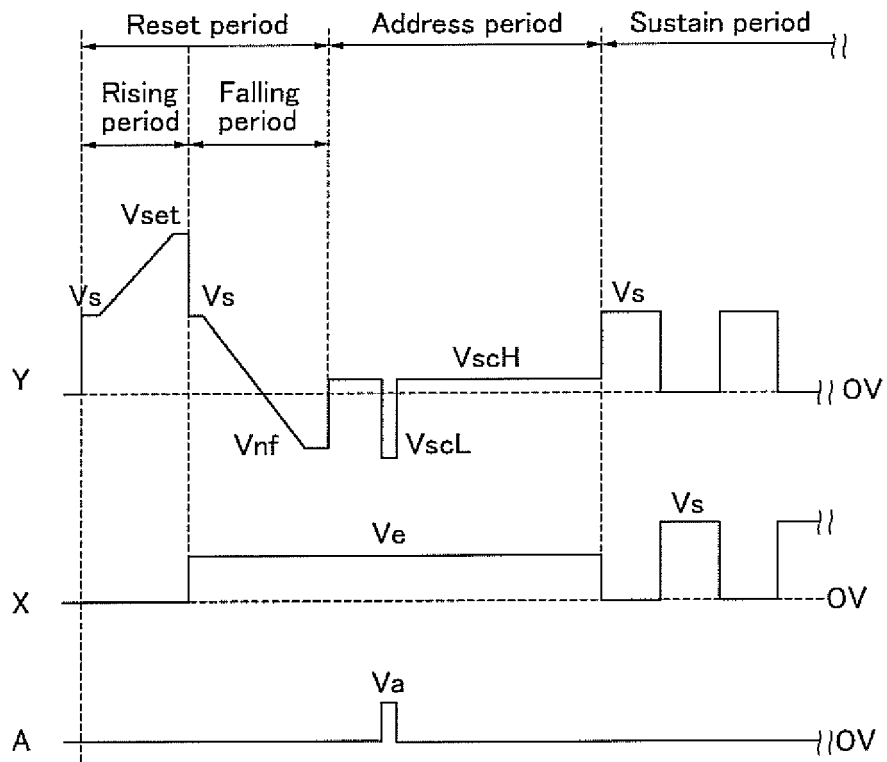 Reset period Address period Sustain period
Rising period Falling period
Vset
Vs Vs Vs
VscH
Y 0V
Vnf VscL
Vs
Ve
X 0V
Va
A 0V